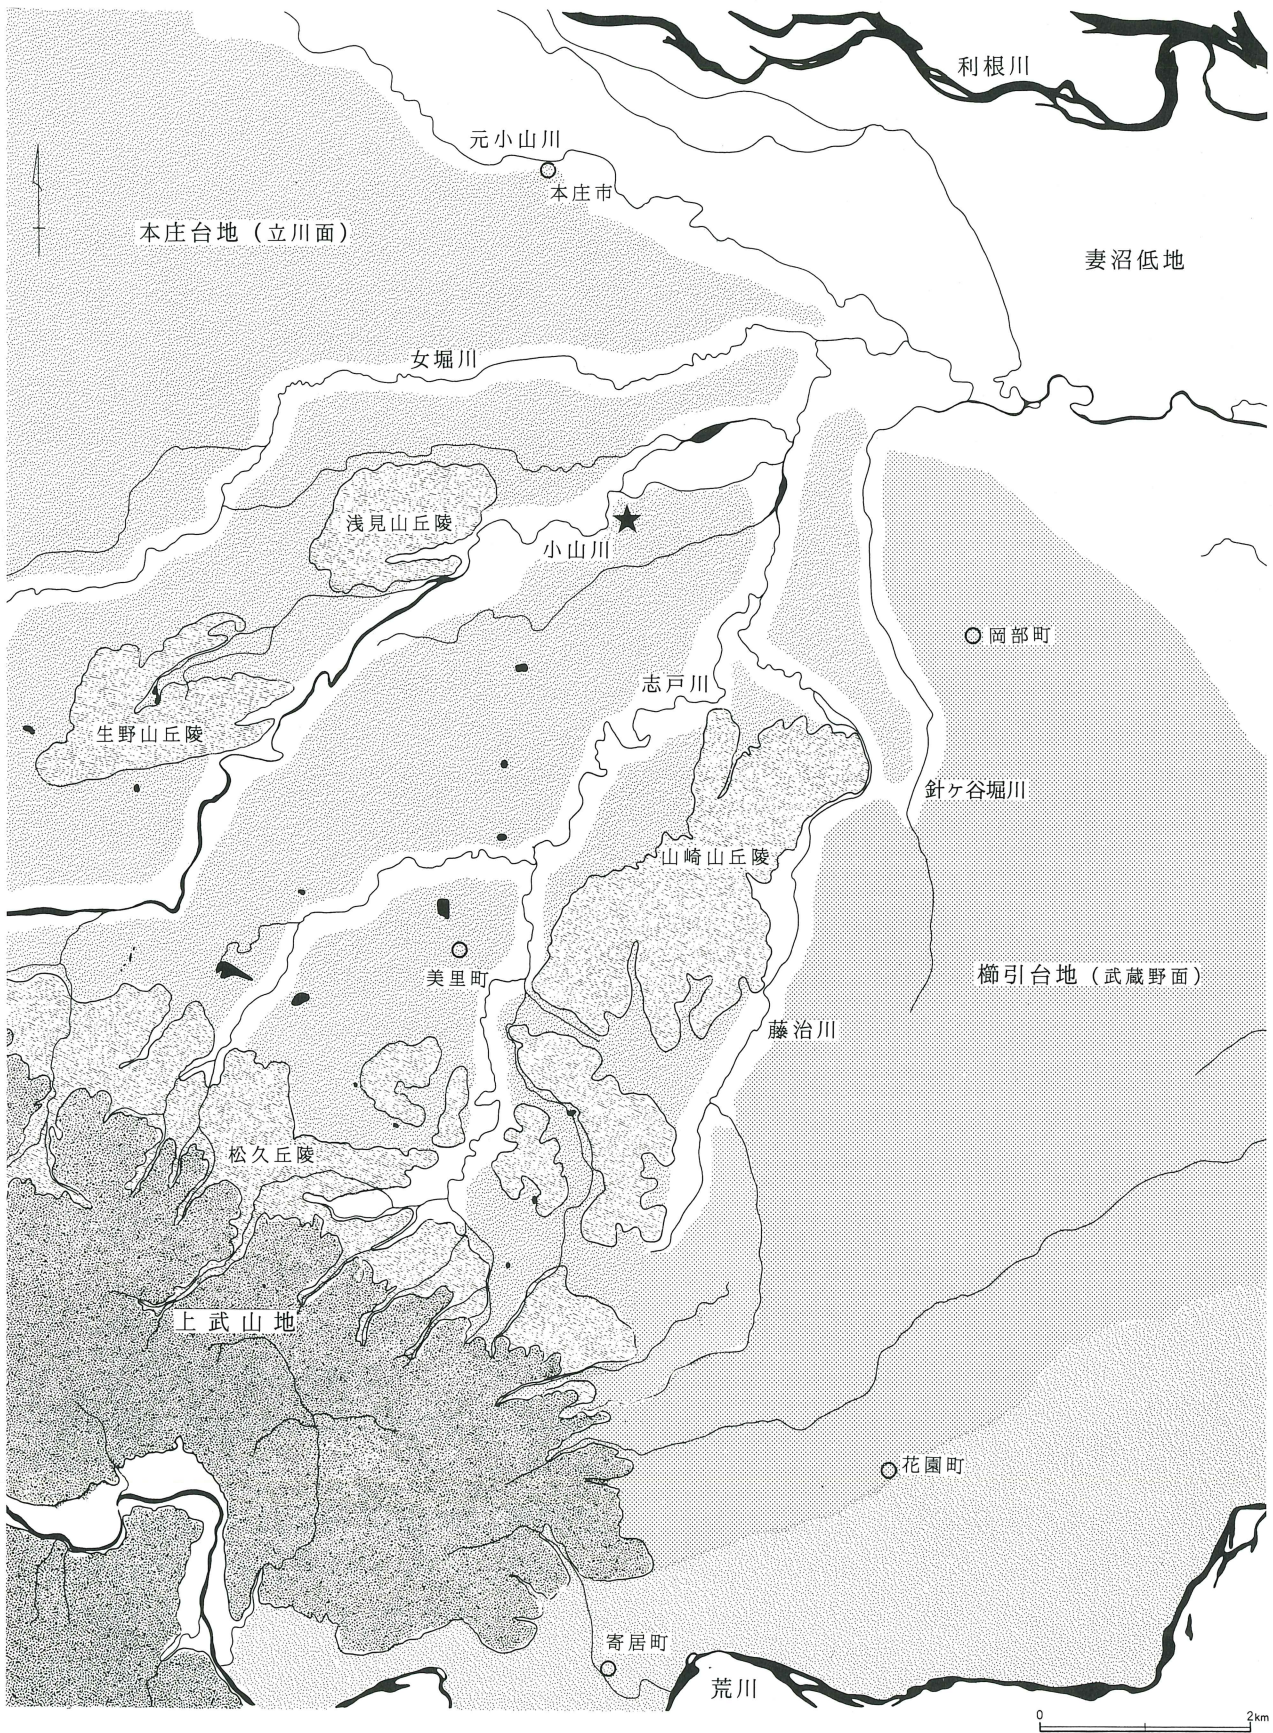 利根川
元小山川
本庄市
本庄台地（立川面）
妻沼低地
女堀川
浅見山丘陵
小山川
岡部町
志戸川
生野山丘陵
針ヶ谷堀川
山崎山丘陵
美里町
櫛引台地（武蔵野面）
藤治川
松久丘陵
上武山地
花園町
寄居町
荒川
0 2km